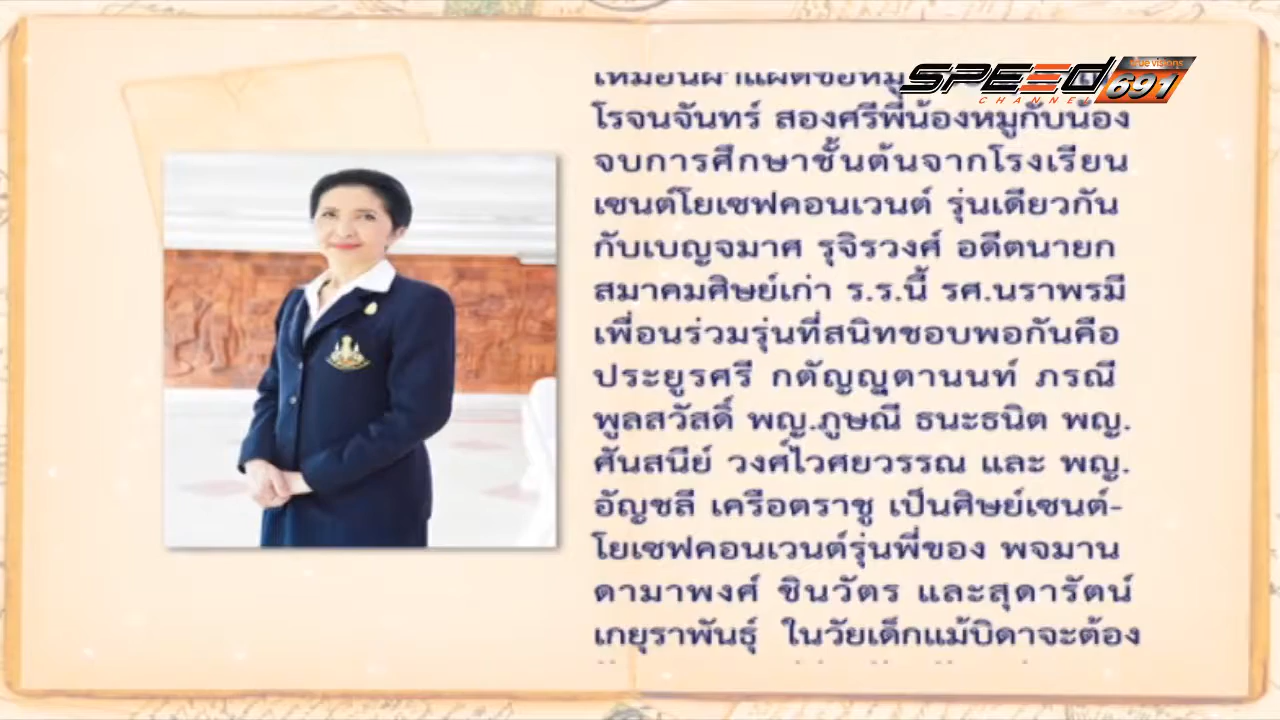 SPEED
CHANNEL
true visions
691
โรจนจันทร์ สองศรีพี่น้องหมูกับน้อง
จบการศึกษาชั้นต้นจากโรงเรียน
เซนต์โยเซฟคอนเวนต์ รุ่นเดียวกัน
กับเบญจมาศ รุจิรวงศ์ อดีตนายก
สมาคมศิษย์เก่า ร.ร.นี้ รศ.นราพรมี
เพื่อนร่วมรุ่นที่สนิทชอบพอกันคือ
ประยูรศรี กตัญญุตานนท์ ภรณี
พูลสวัสดิ์ พญ.ภูษณี ธนะธนิต พญ.
ศันสนีย์ วงศ์ไวศยวรรณ และ พญ.
อัญชลี เครือตราชู เป็นศิษย์เซนต์-
โยเซฟคอนเวนต์รุ่นพี่ของ พจมาน
ดามาพงศ์ ชินวัตร และสุดารัตน์
เกยุราพันธุ์ ในวัยเด็กแม้บิดาจะต้อง